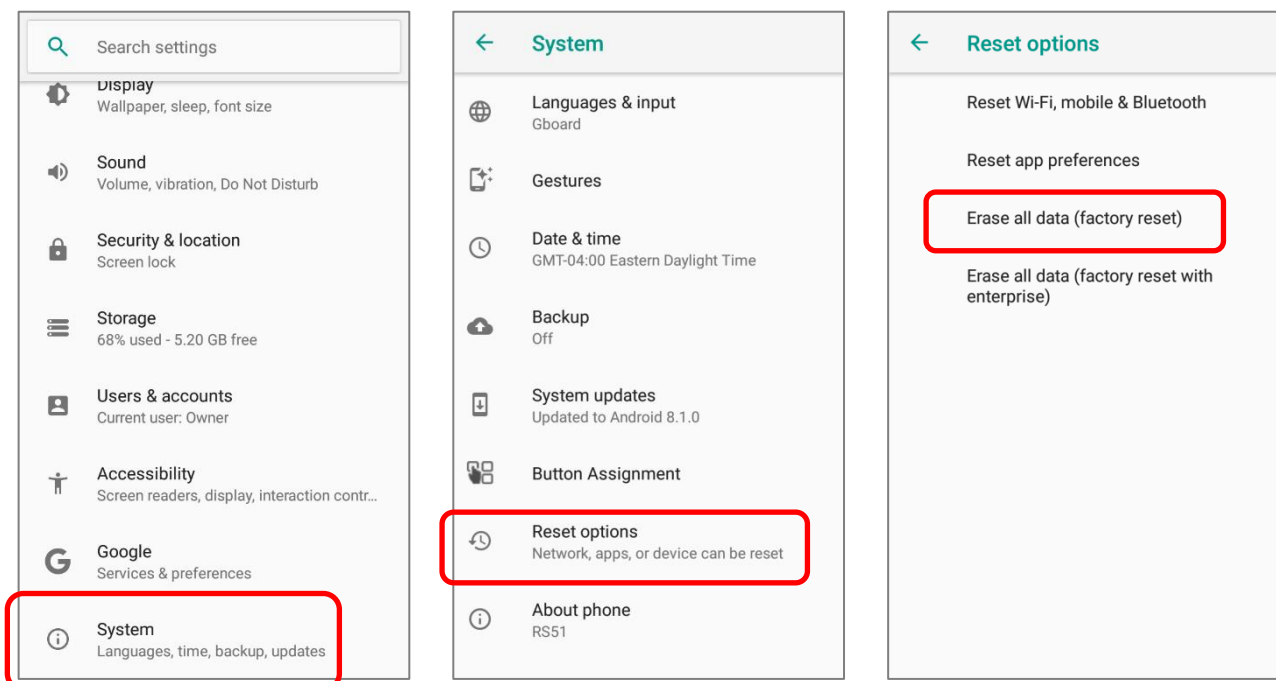 Search settings
Display
Wallpaper, sleep, font size
Sound
Volume, vibration, Do Not Disturb
Security & location
Screen lock
Storage
68% used - 5.20 GB free
Users & accounts
Current user: Owner
Accessibility
Screen readers, display, interaction contr...
Google
Services & preferences
System
Languages, time, backup, updates
System
Languages & input
Gboard
Gestures
Date & time
GMT-04:00 Eastern Daylight Time
Backup
Off
System updates
Updated to Android 8.1.0
Button Assignment
Reset options
Network, apps, or device can be reset
About phone
RS51
Reset options
Reset Wi-Fi, mobile & Bluetooth
Reset app preferences
Erase all data (factory reset)
Erase all data (factory reset with
enterprise)